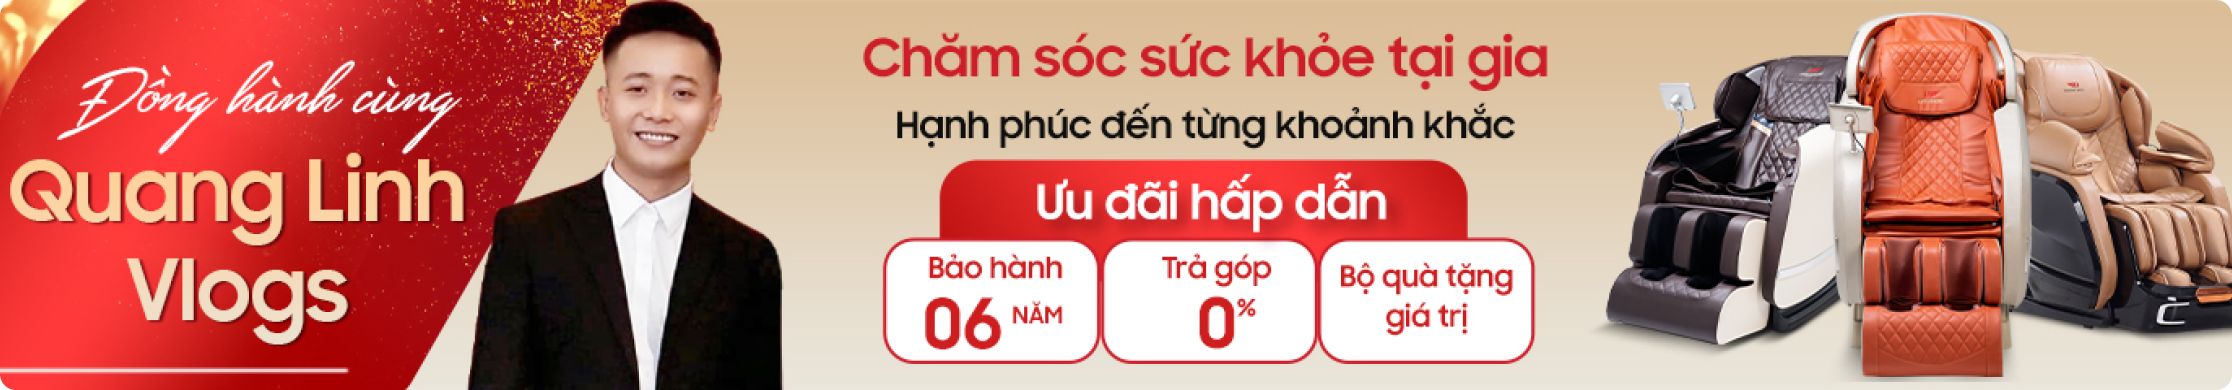 Đồng hành cùng
Quang Linh
Vlogs
Chăm sóc sức khỏe tại gia
Hạnh phúc đến từng khoảnh khắc
Ưu đãi hấp dẫn
Bảo hành
06 NĂM
Trả góp
0%
Bộ quà tặng
giá trị